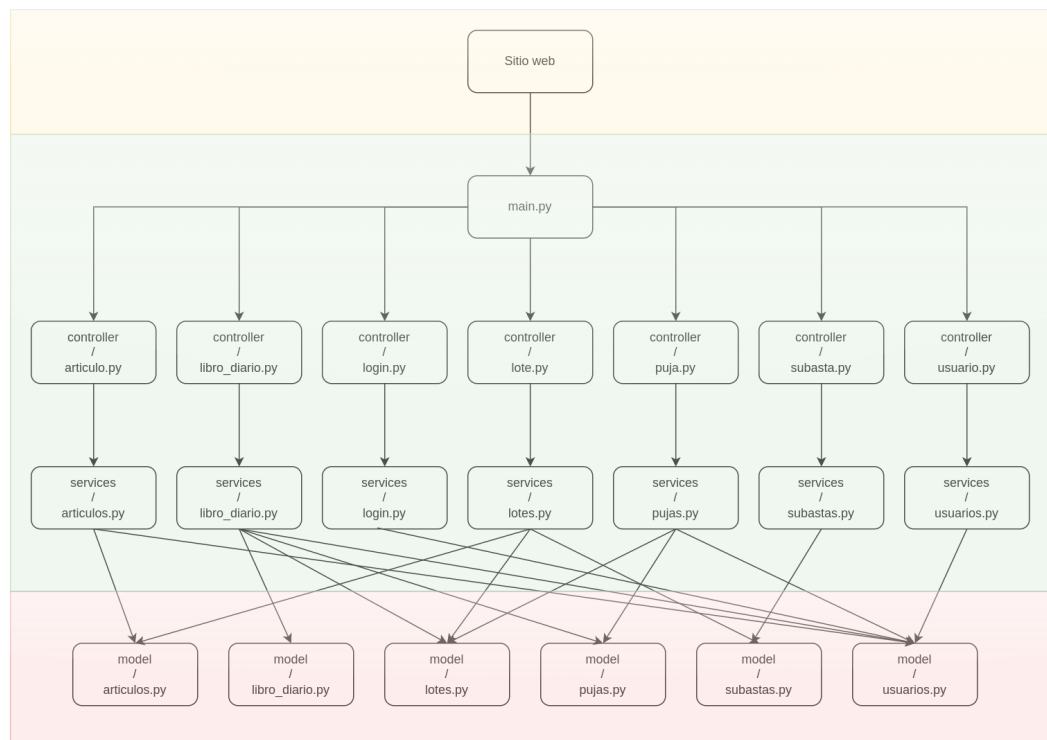 Sitio web
main.py
controller
/
articulo.py
controller
/
libro_diario.py
controller
/
login.py
controller
/
lote.py
controller
/
puja.py
controller
/
subasta.py
controller
/
usuario.py
services
/
articulos.py
services
/
libro_diario.py
services
/
login.py
services
/
lotes.py
services
/
pujas.py
services
/
subastas.py
services
/
usuarios.py
model
/
articulos.py
model
/
libro_diario.py
model
/
lotes.py
model
/
pujas.py
model
/
subastas.py
model
/
usuarios.py